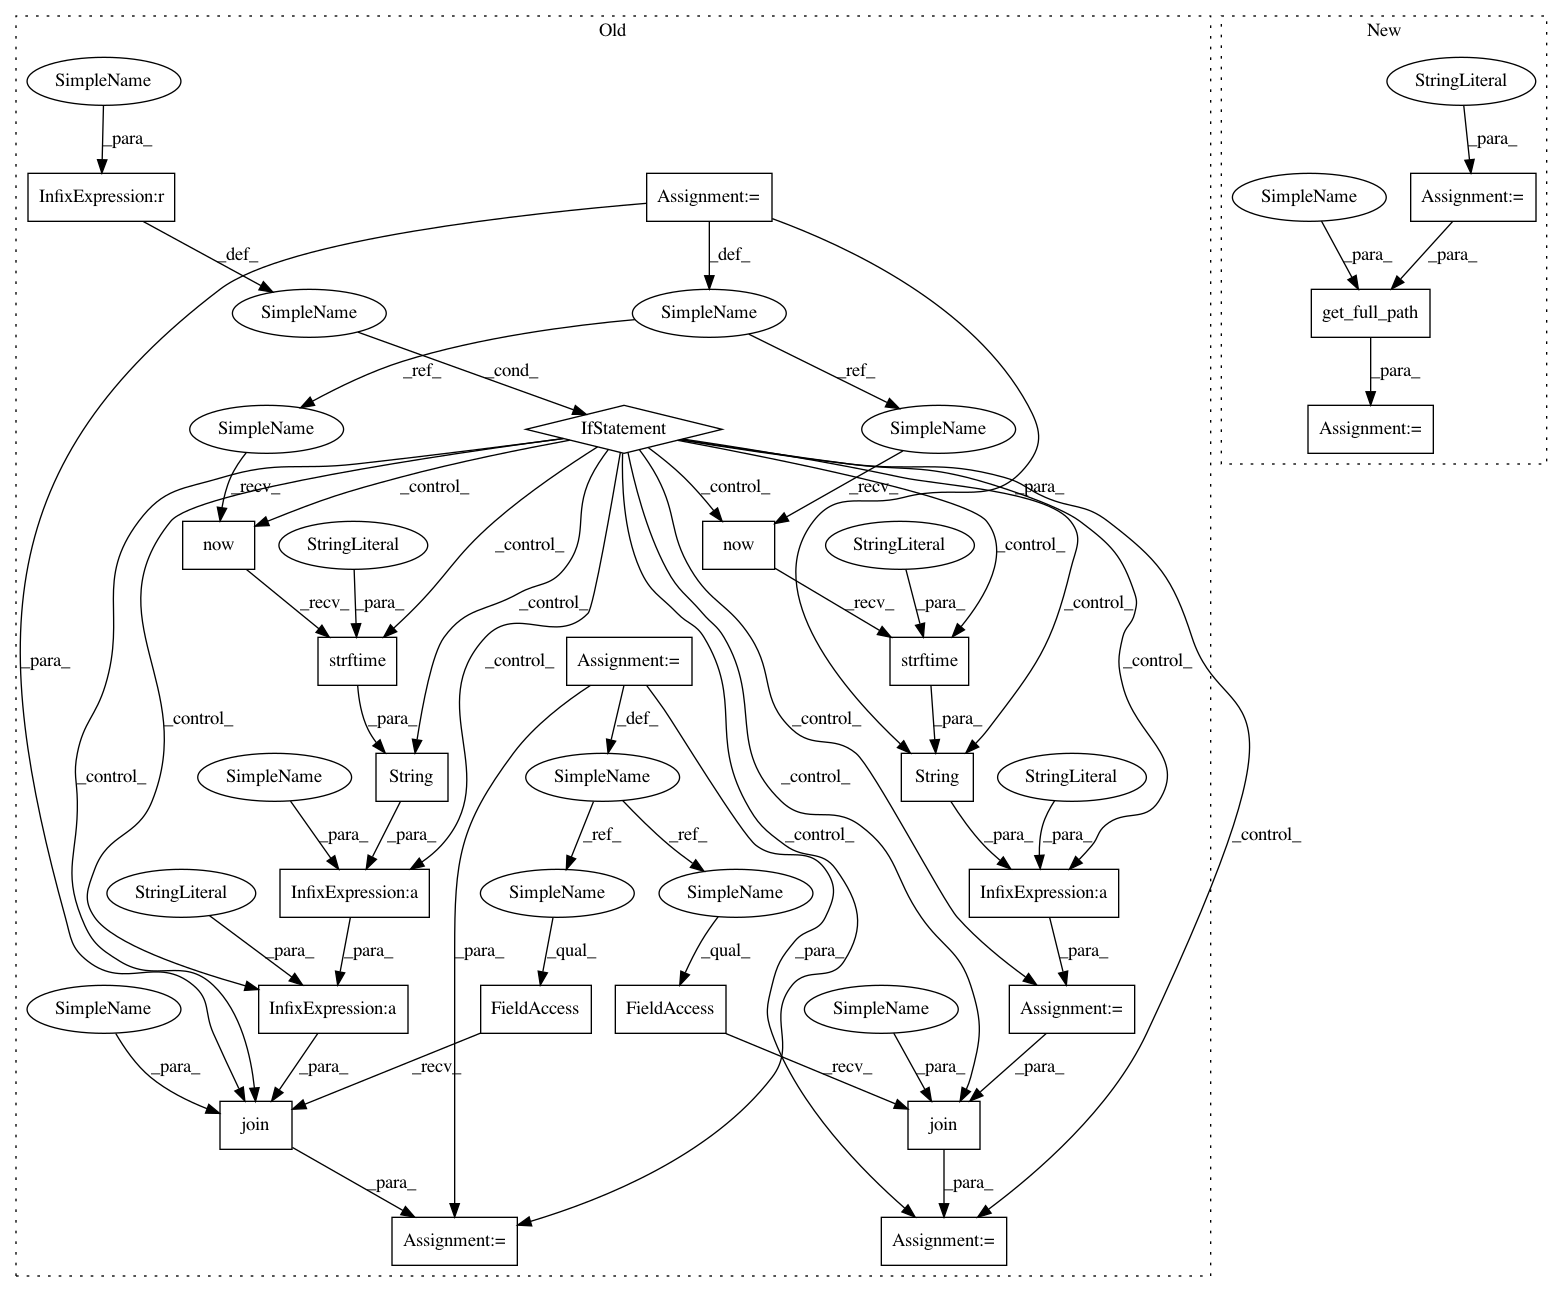 Old
New
SimpleName
StringLiteral
_para_
_para_
InfixExpression:r
Assignment:=
SimpleName
Assignment:=
_def_
_def_
_para_
_para_
SimpleName
SimpleName
get_full_path
_ref_
_cond_
_ref_
_para_
SimpleName
IfStatement
SimpleName
Assignment:=
_recv_
_control_
_control_
_recv_
_para_
now
StringLiteral
_control_
now
StringLiteral
_control_
_recv_
_para_
_control_
_recv_
_para_
_control_
_para_
strftime
_control_
Assignment:=
strftime
_control_
_para_
_control_
_def_
_control_
_para_
SimpleName
String
SimpleName
String
StringLiteral
_control_
_para_
_para_
_ref_
_ref_
_control_
_control_
_para_
_para_
_control_
StringLiteral
InfixExpression:a
SimpleName
SimpleName
InfixExpression:a
_para_
_para_
_para_
_qual_
_qual_
_para_
_para_
SimpleName
InfixExpression:a
FieldAccess
FieldAccess
SimpleName
Assignment:=
_para_
_para_
_recv_
_recv_
_para_
_para_
join
join
_para_
_para_
Assignment:=
Assignment:=